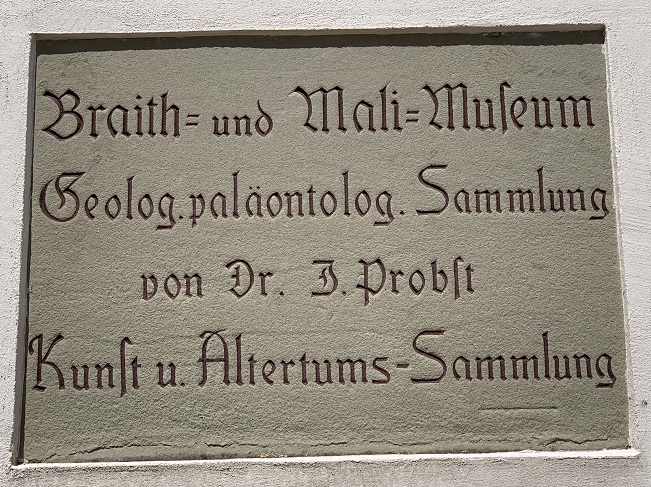 Braith= und Mali=Muſeum
Geolog. paläontolog. Sammlung
von Dr. J. Probſt
Kunſt u. Altertums-Sammlung